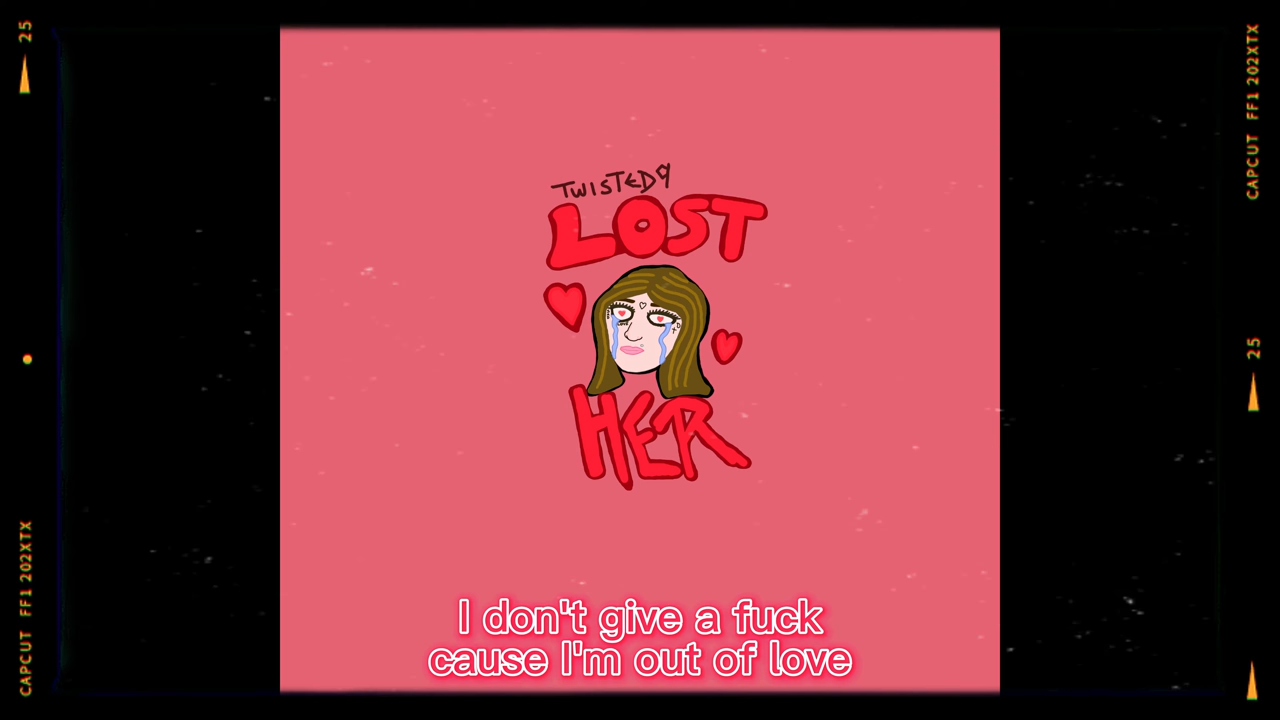 25
CAPCUT FF1 202XTX
TWISTED9
LOST
HER
I don't give a fuck
cause I'm out of love
CAPCUT FF1 202XTX
25